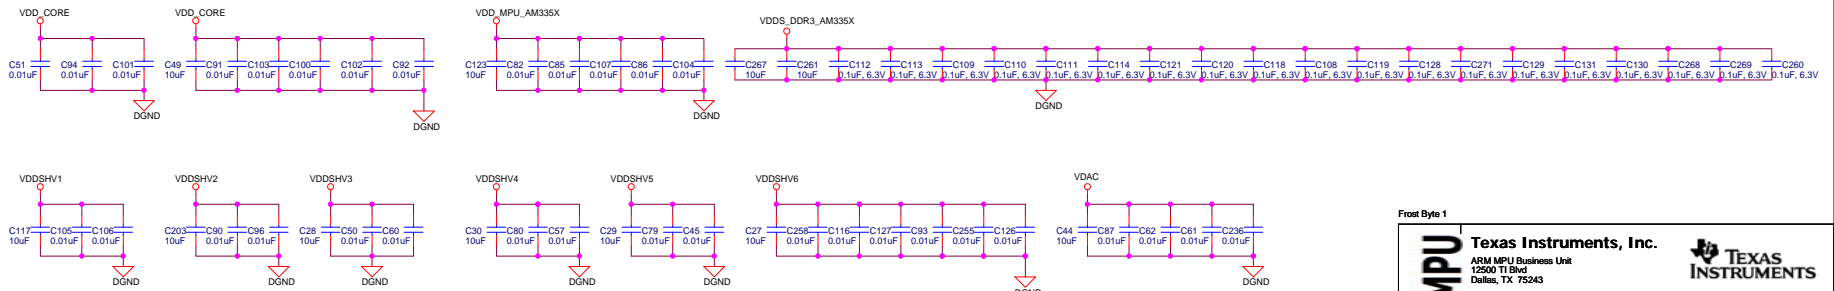 VDD_CORE VDD_CORE VDD_MPU_AM335X VDDS_DDR3_AM335X
C51 C94 C101 C49 C91 C103 C100 C102 C92 C123 C82 C85 C107 C86 C104 C267 C261 C112 C113 C109 C110 C111 C114 C121 C120 C118 C108 C119 C128 C271 C129 C131 C130 C268 C269 C260
0.01uF 0.01uF 0.01uF 10uF 0.01uF 0.01uF 0.01uF 0.01uF 0.01uF 10uF 0.01uF 0.01uF 0.01uF 0.01uF 0.01uF 10uF 10uF 0.1uF, 6.3V 0.1uF, 6.3V 0.1uF, 6.3V 0.1uF, 6.3V 0.1uF, 6.3V 0.1uF, 6.3V 0.1uF, 6.3V 0.1uF, 6.3V 0.1uF, 6.3V 0.1uF, 6.3V 0.1uF, 6.3V 0.1uF, 6.3V 0.1uF, 6.3V 0.1uF, 6.3V 0.1uF, 6.3V 0.1uF, 6.3V 0.1uF, 6.3V 0.1uF, 6.3V 0.1uF, 6.3V
DGND DGND DGND DGND
VDDSHV1 VDDSHV2 VDDSHV3 VDDSHV4 VDDSHV5 VDDSHV6 VDAC
C117 C105 C106 C203 C90 C96 C28 C50 C60 C30 C80 C57 C29 C79 C45 C27 C258 C116 C127 C93 C255 C126 C44 C87 C62 C61 C236
10uF 0.01uF 0.01uF 10uF 0.01uF 0.01uF 10uF 0.01uF 0.01uF 10uF 0.01uF 0.01uF 10uF 0.01uF 0.01uF 10uF 0.01uF 0.01uF 0.01uF 0.01uF 0.01uF 0.01uF 10uF 0.01uF 0.01uF 0.01uF 0.01uF
DGND DGND DGND DGND DGND DGND DGND
Frost Byte 1
MPU
Texas Instruments, Inc.
ARM MPU Business Unit
12500 TI Blvd
Dallas, TX 75243
TEXAS
INSTRUMENTS